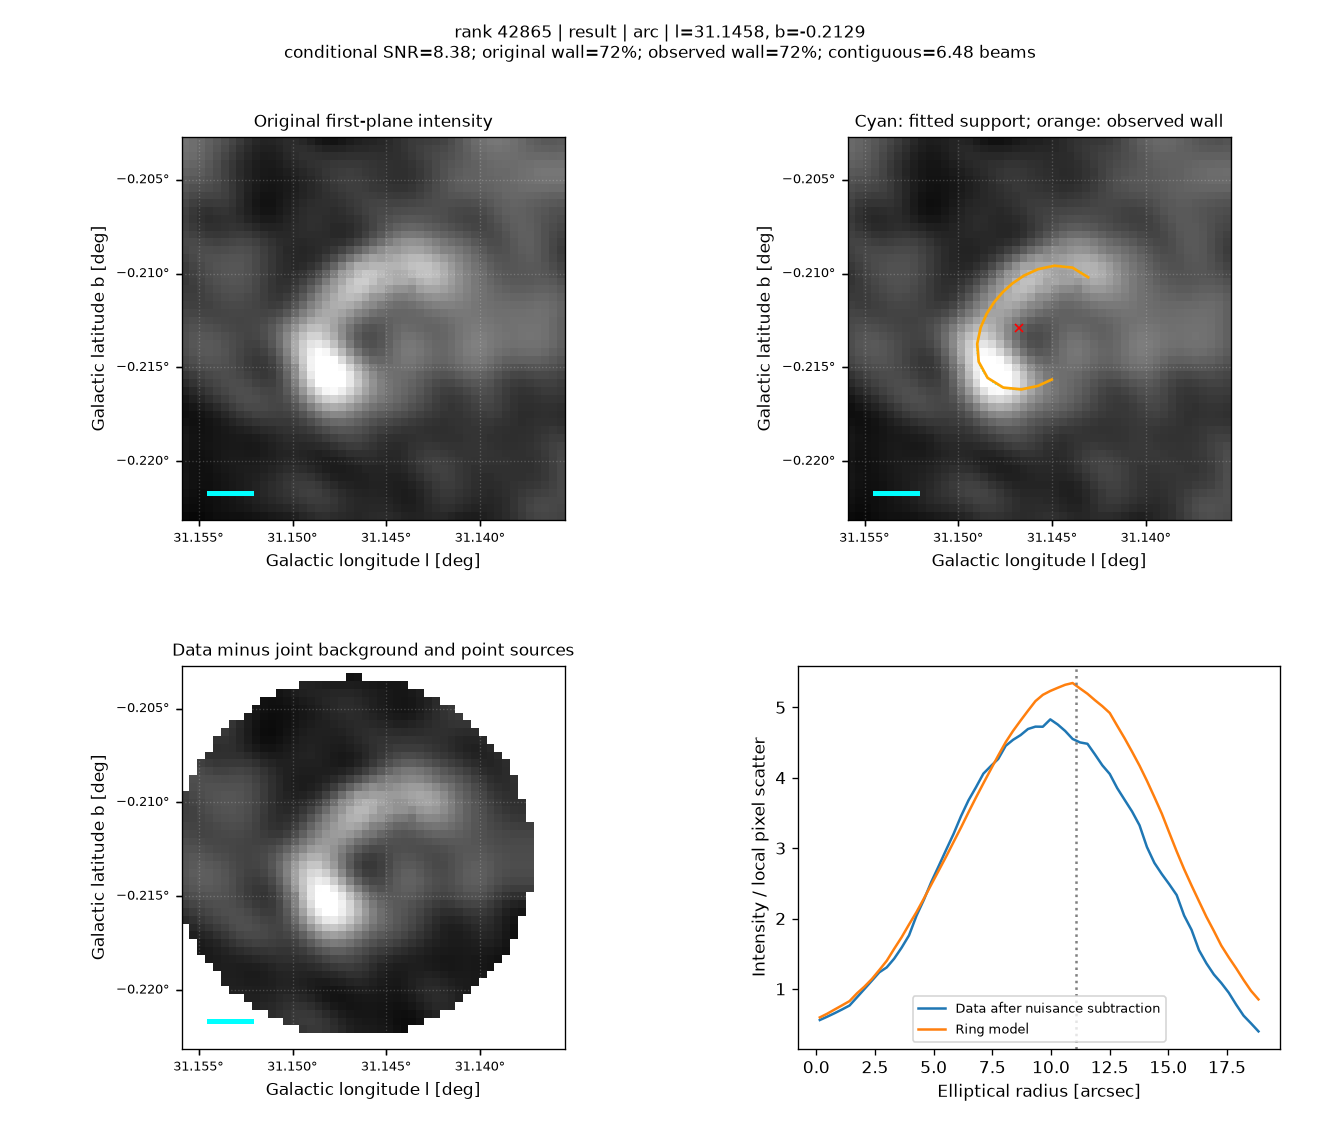 rank 42865 | result | arc | l=31.1458, b=-0.2129
conditional SNR=8.38; original wall=72%; observed wall=72%; contiguous=6.48 beams
Original first-plane intensity
Galactic latitude b [deg]
−0.205°
−0.210°
−0.215°
−0.220°
31.155°
31.150°
31.145°
31.140°
Galactic longitude l [deg]
Cyan: fitted support; orange: observed wall
Galactic latitude b [deg]
−0.205°
−0.210°
−0.215°
−0.220°
31.155°
31.150°
31.145°
31.140°
Galactic longitude l [deg]
Data minus joint background and point sources
Galactic latitude b [deg]
−0.205°
−0.210°
−0.215°
−0.220°
31.155°
31.150°
31.145°
31.140°
Galactic longitude l [deg]
Intensity / local pixel scatter
5
4
3
2
1
Data after nuisance subtraction
Ring model
0.0
2.5
5.0
7.5
10.0
12.5
15.0
17.5
Elliptical radius [arcsec]